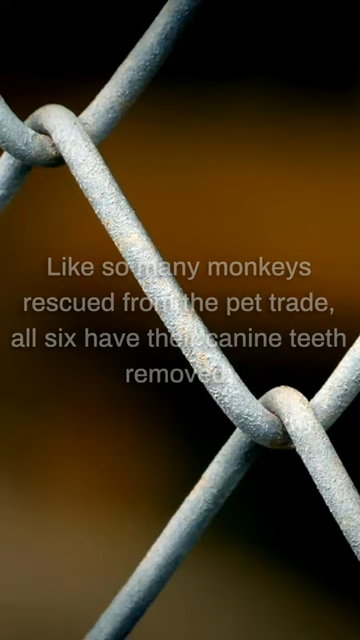 Like so many monkeys
rescued from the pet trade,
all six have their canine teeth
removed.